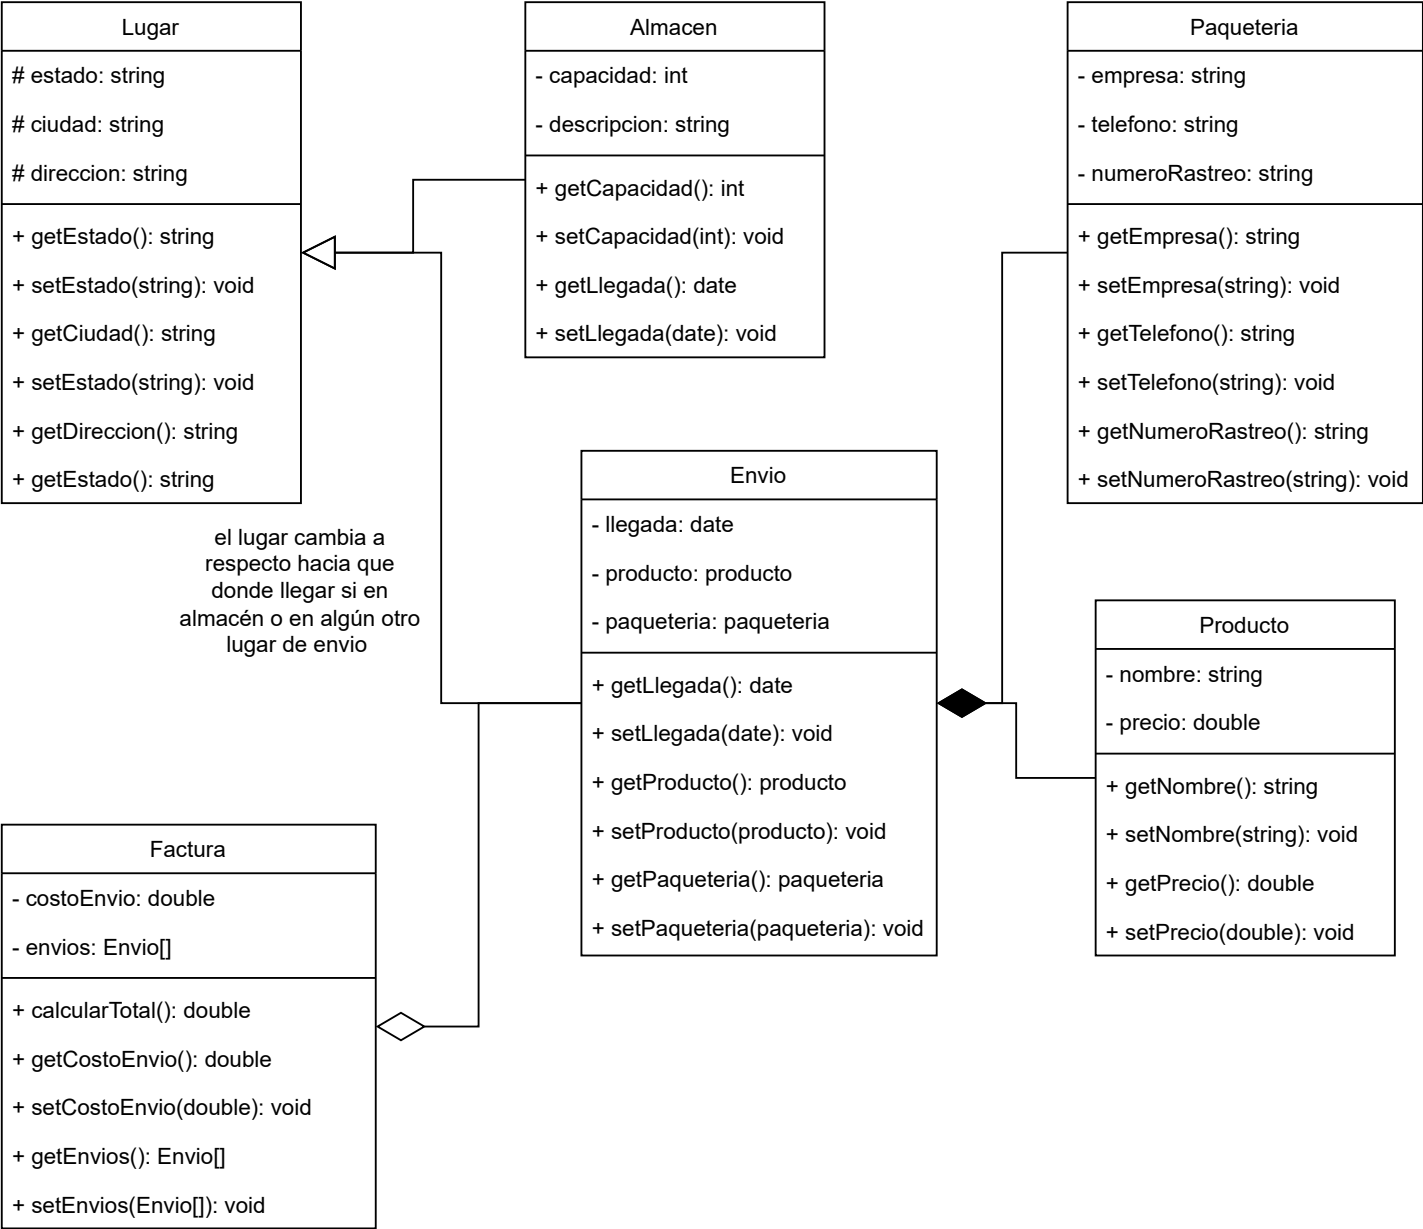 Lugar
# estado: string
# ciudad: string
# direccion: string
+ getEstado(): string
+ setEstado(string): void
+ getCiudad(): string
+ setEstado(string): void
+ getDireccion(): string
+ getEstado(): string
Almacen
- capacidad: int
- descripcion: string
+ getCapacidad(): int
+ setCapacidad(int): void
+ getLlegada(): date
+ setLlegada(date): void
Paqueteria
- empresa: string
- telefono: string
- numeroRastreo: string
+ getEmpresa(): string
+ setEmpresa(string): void
+ getTelefono(): string
+ setTelefono(string): void
+ getNumeroRastreo(): string
+ setNumeroRastreo(string): void
el lugar cambia a
respecto hacia que
donde llegar si en
almacén o en algún otro
lugar de envio
Envio
- llegada: date
- producto: producto
- paqueteria: paqueteria
+ getLlegada(): date
+ setLlegada(date): void
+ getProducto(): producto
+ setProducto(producto): void
+ getPaqueteria(): paqueteria
+ setPaqueteria(paqueteria): void
Producto
- nombre: string
- precio: double
+ getNombre(): string
+ setNombre(string): void
+ getPrecio(): double
+ setPrecio(double): void
Factura
- costoEnvio: double
- envios: Envio[]
+ calcularTotal(): double
+ getCostoEnvio(): double
+ setCostoEnvio(double): void
+ getEnvios(): Envio[]
+ setEnvios(Envio[]): void